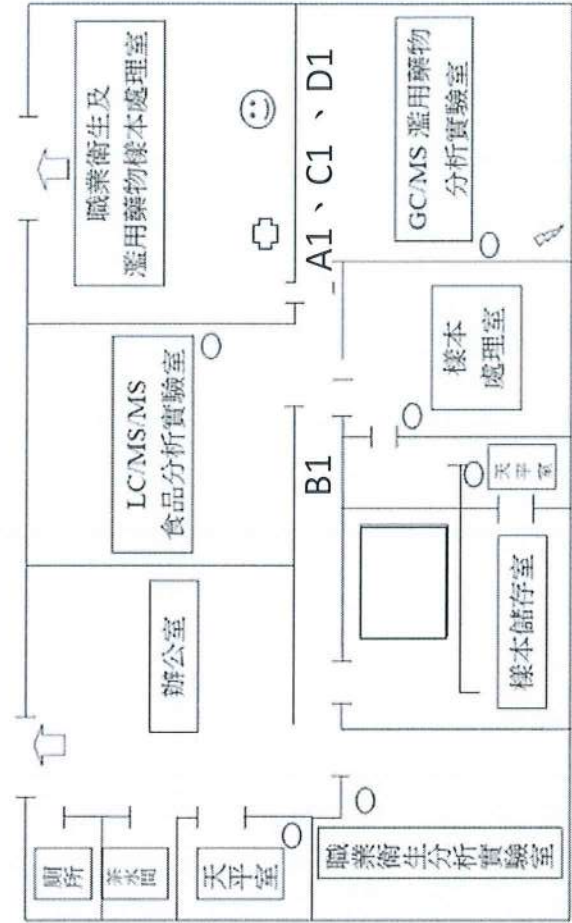 職業衛生及
濫用藥物樣本處理室
LC/MS/MS
食品分析實驗室
辦公室
廁所
茶水間
天平室
A1、C1、D1
B1
GC/MS 濫用藥物
分析實驗室
樣本
處理室
天平室
樣本儲存室
職業衛生分析實驗室